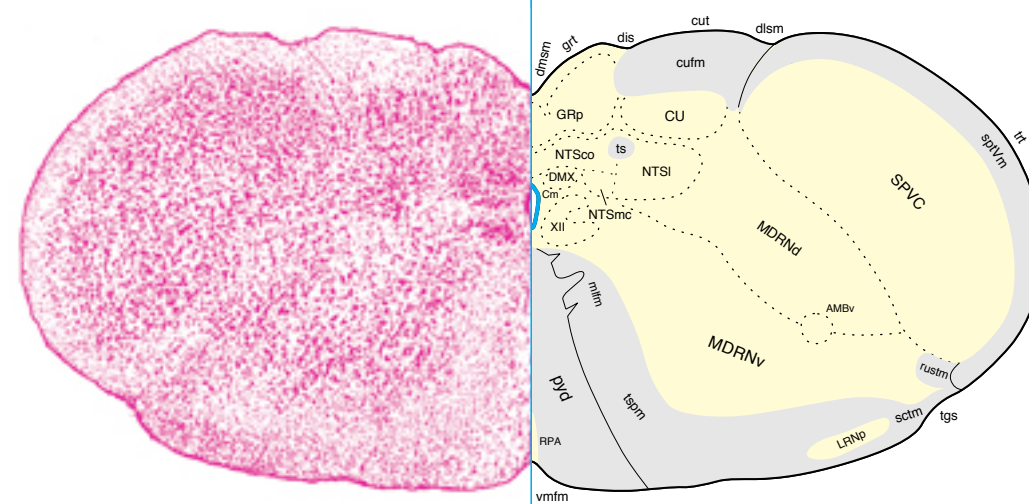 cut
dlsm
dis
grt
dmsm
cufm
trt
sptVm
GRp
CU
ts
NTSco
NTSl
DMX
Cm
SPVC
NTSmc
XII
MDRNd
mlfm
AMBv
MDRNv
rustm
pyd
tspm
sctm
tgs
LRNp
RPA
vmfm